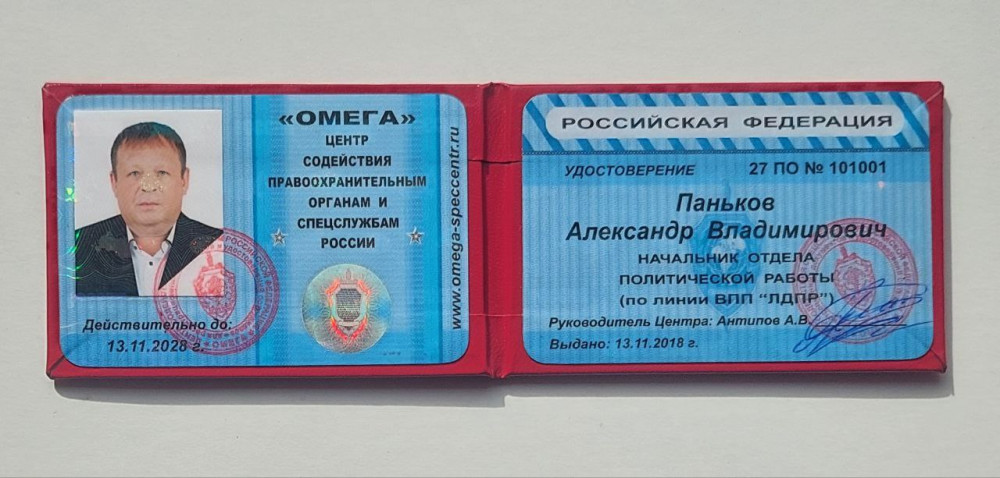 «ОМЕГА»
ЦЕНТР
СОДЕЙСТВИЯ
ПРАВООХРАНИТЕЛЬНЫМ
ОРГАНАМ И
СПЕЦСЛУЖБАМ
РОССИИ
www.omega-speccentr.ru
Действительно до:
13.11.2028 г.
РОССИЙСКАЯ ФЕДЕРАЦИЯ
УДОСТОВЕРЕНИЕ 27 ПО № 101001
Паньков
Александр Владимирович
НАЧАЛЬНИК ОТДЕЛА
ПОЛИТИЧЕСКОЙ РАБОТЫ
(по линии ВПП "ЛДПР")
Руководитель Центра: Антипов А.В.
Выдано: 13.11.2018 г.